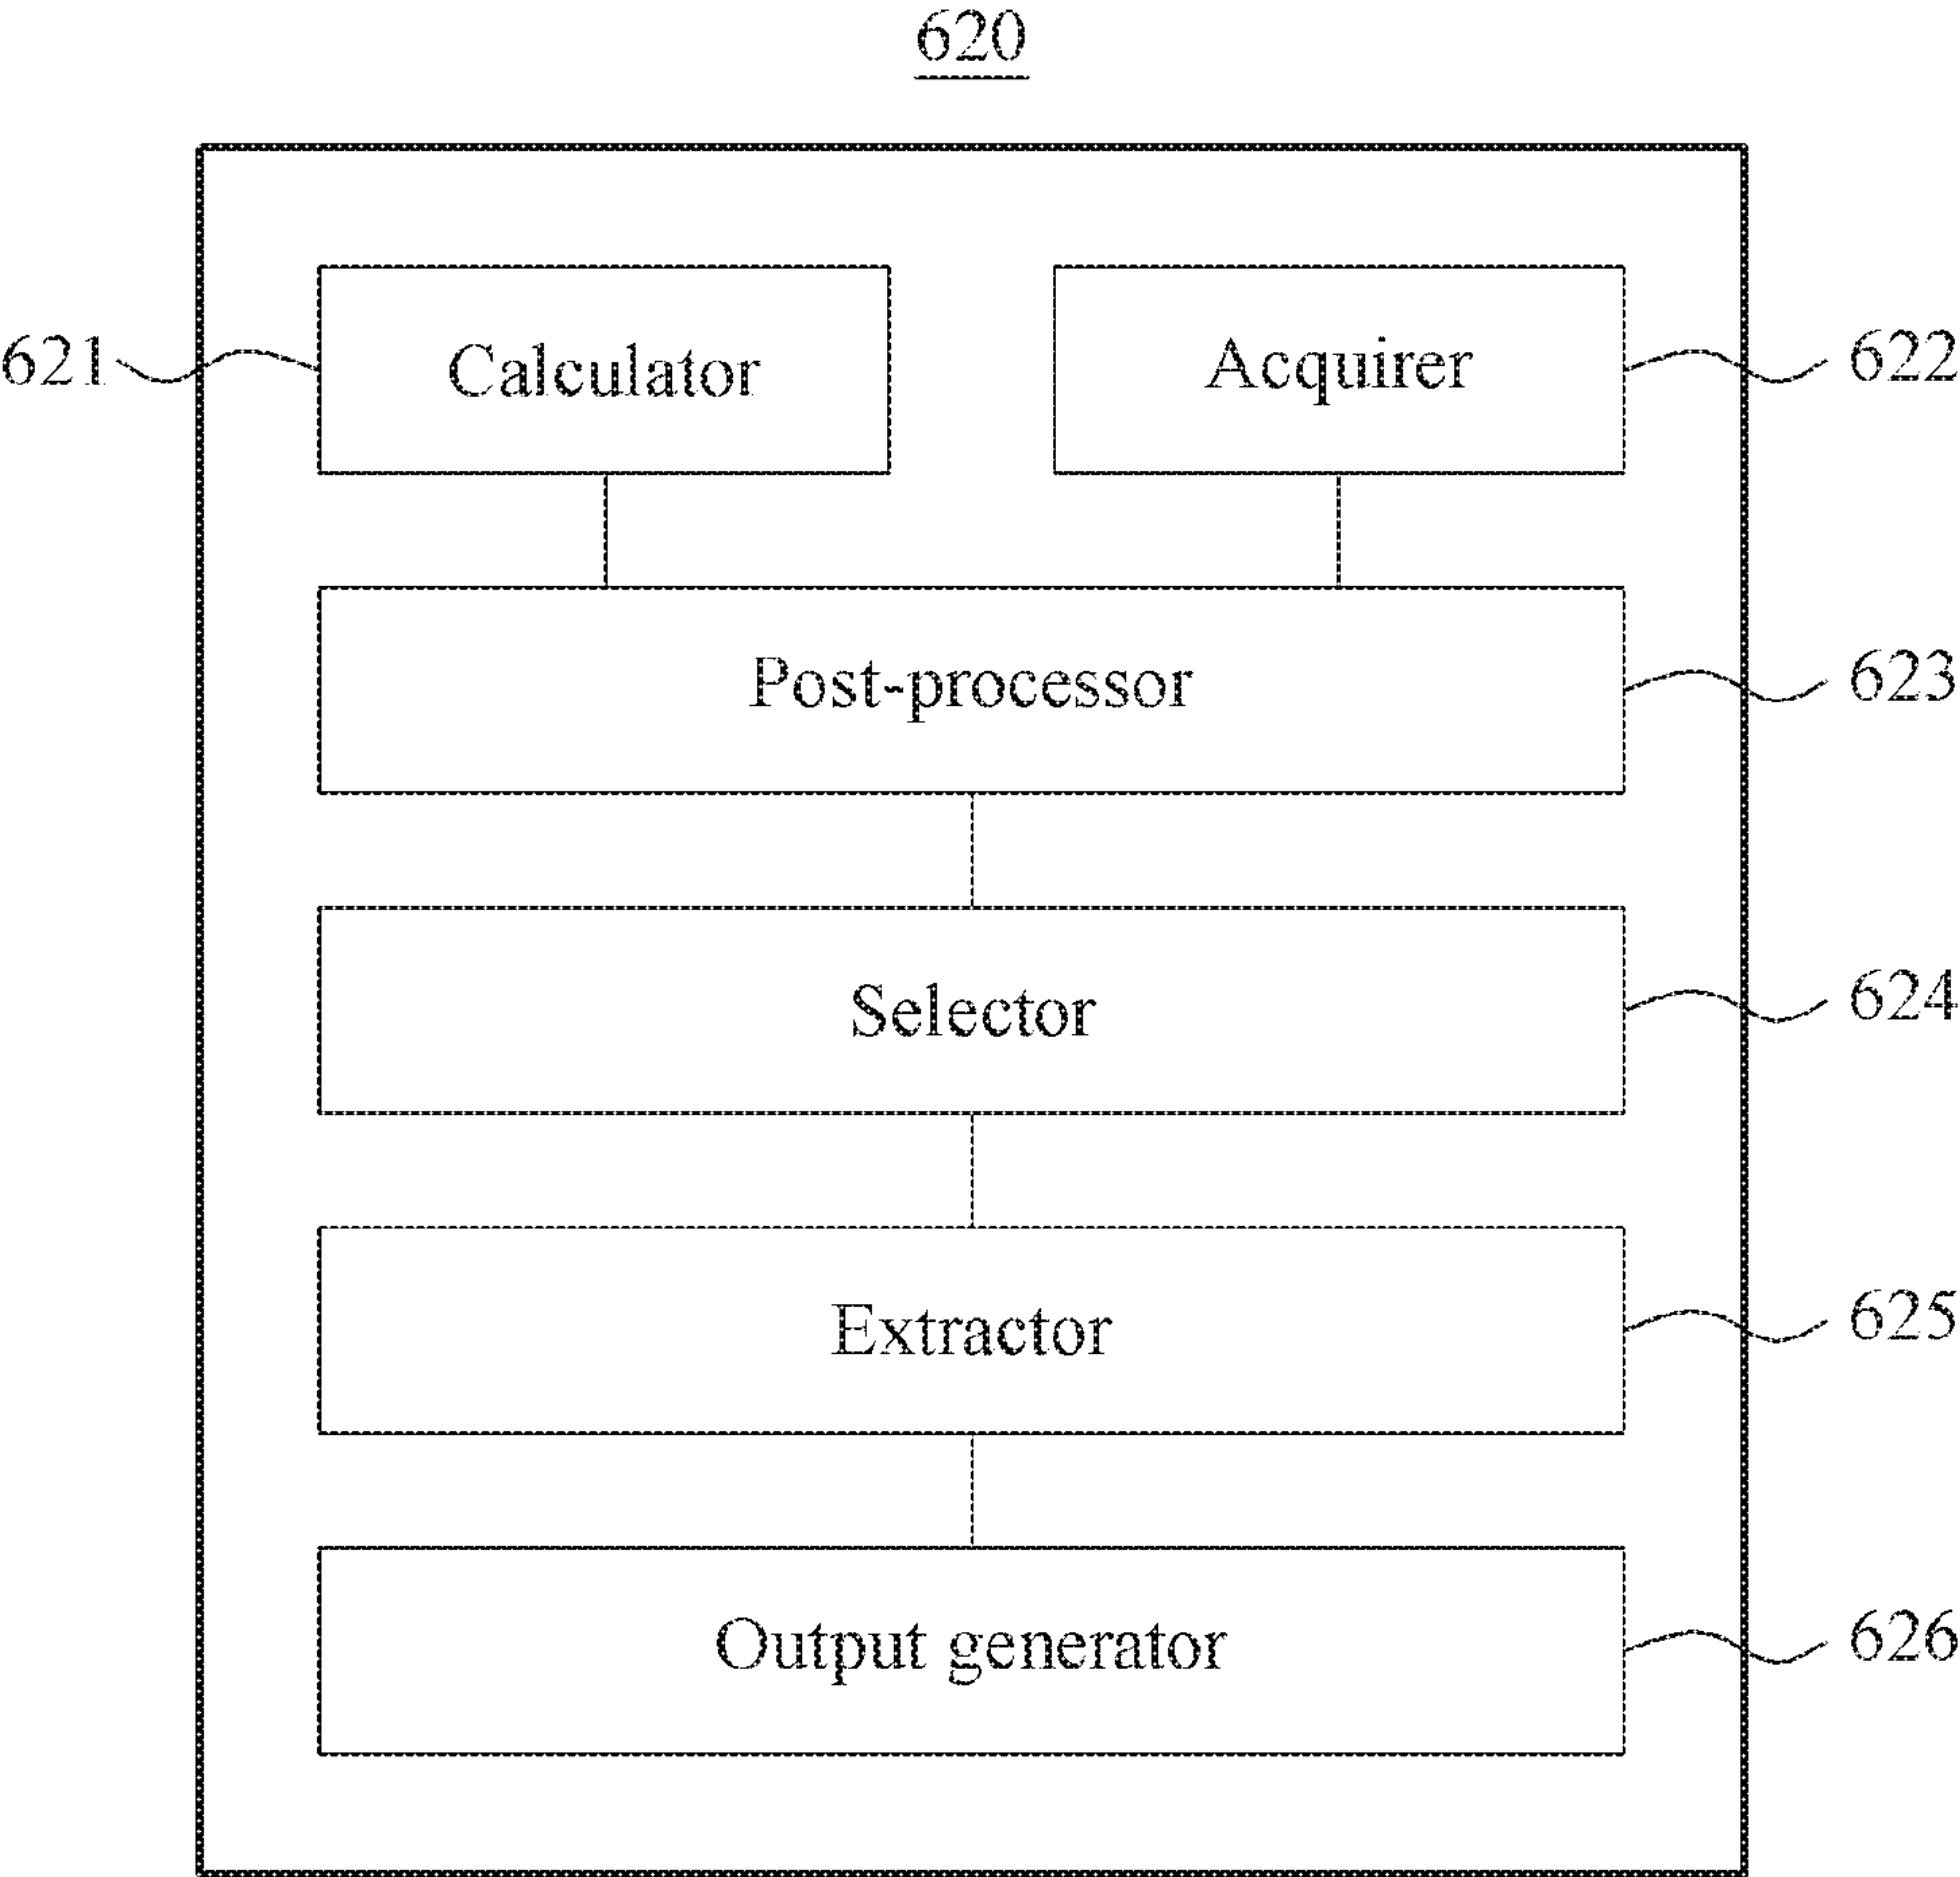 620
621 Calculator Acquirer 622
Post-processor 623
Selector 624
Extractor 625
Output generator 626